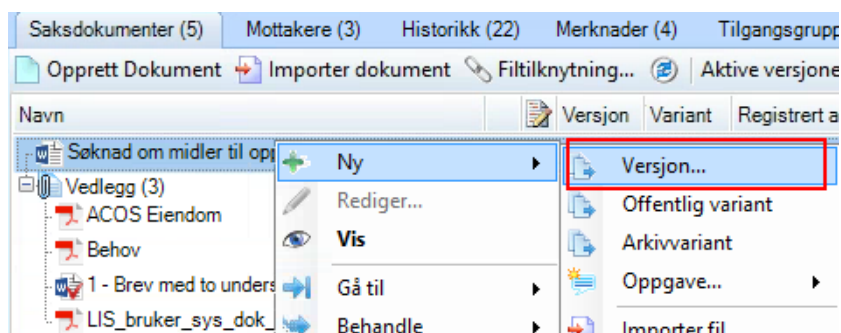 Saksdokumenter (5) Mottakere (3) Historikk (22) Merknader (4) Tilgangsgrupp
Opprett Dokument Importer dokument Filtilknytning... Aktive versjone
Navn Versjon Variant Registrert a
Søknad om midler til opp Ny Versjon...
Vedlegg (3) Rediger... Offentlig variant
ACOS Eiendom
Behov Vis Arkivvariant
1 - Brev med to unders Gå til Oppgave...
LIS_bruker_sys_dok_ Behandle Importer fil